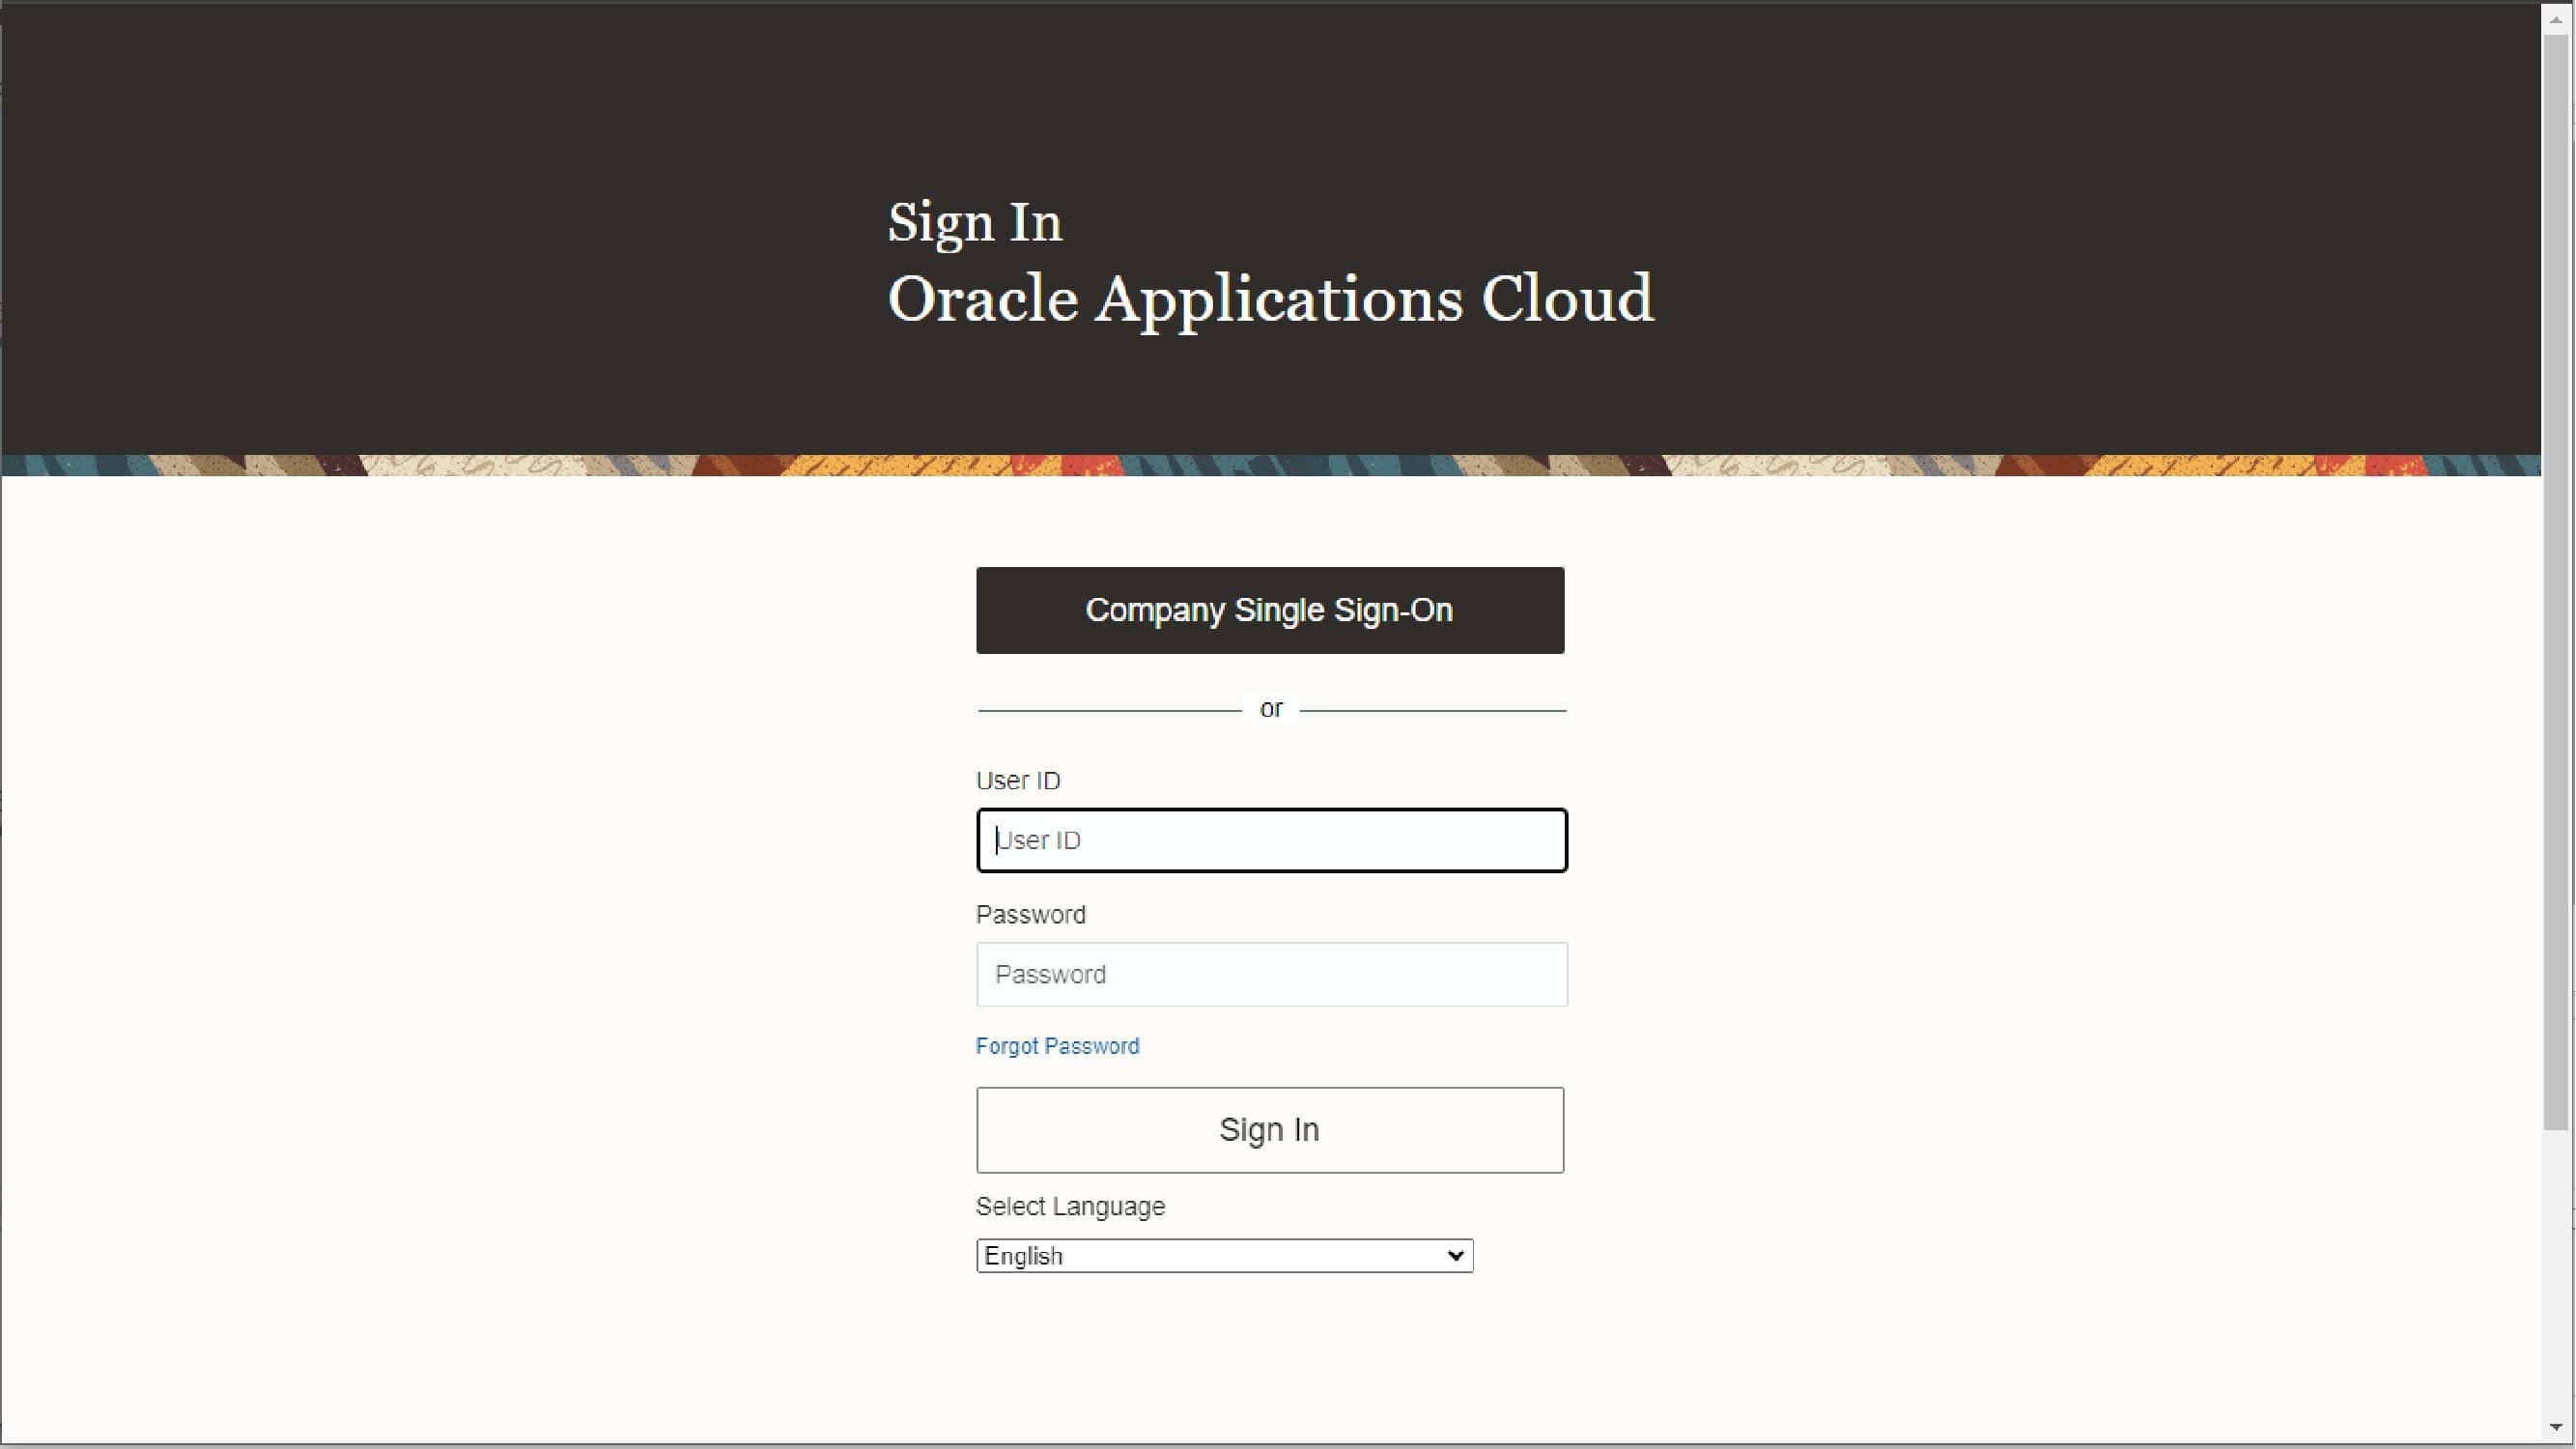 Sign In
Oracle Applications Cloud
Company Single Sign-On
or
User ID
User ID
Password
Password
Forgot Password
Sign In
Select Language
English